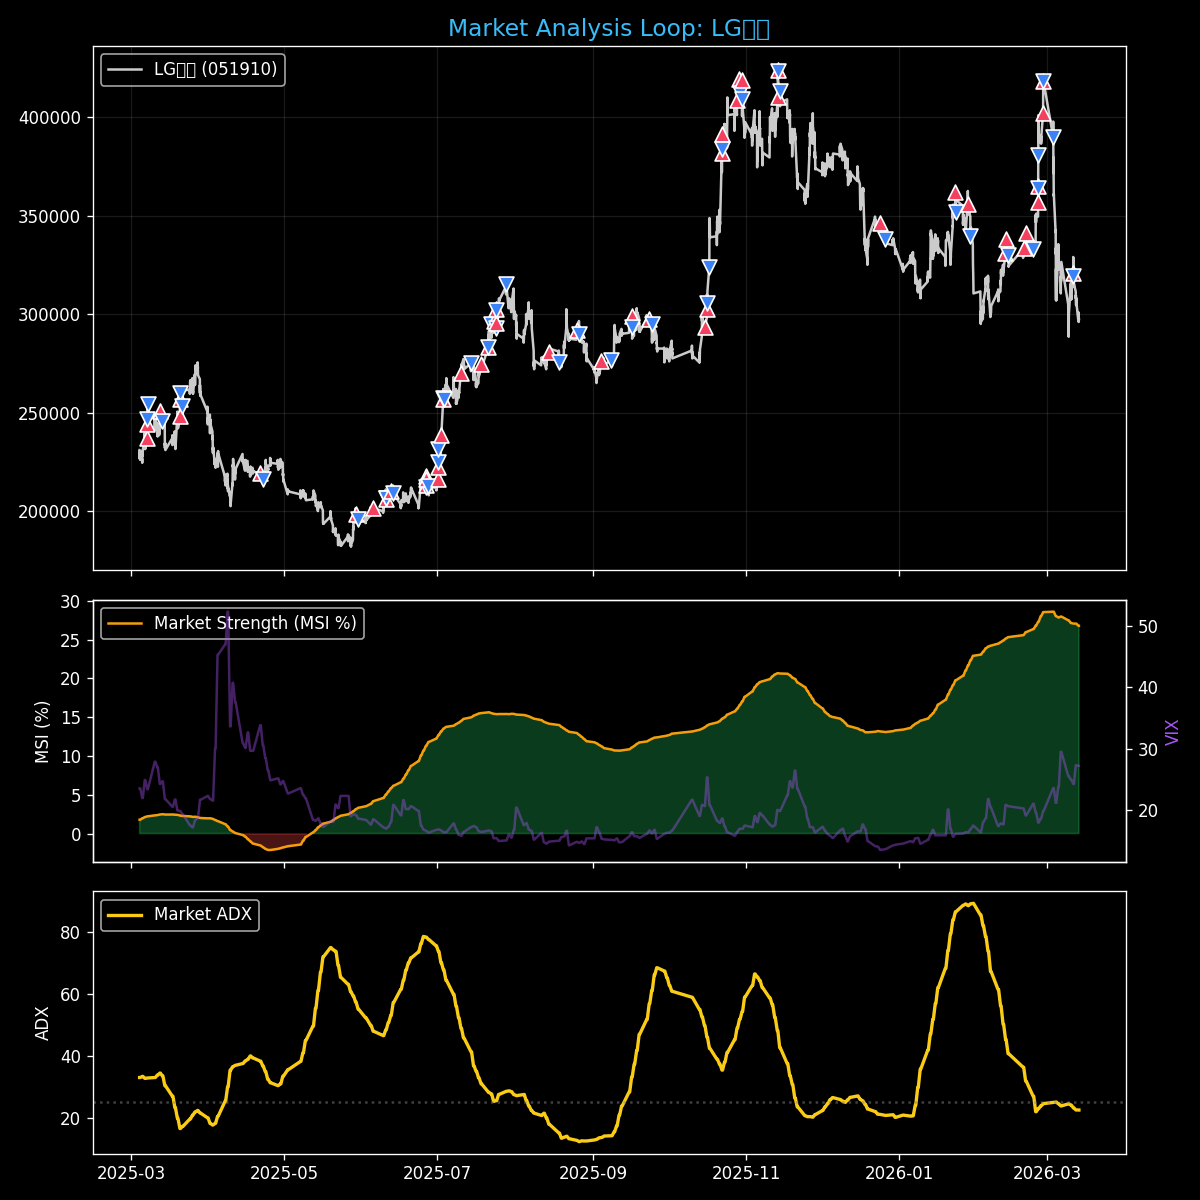 Market Analysis Loop: LG□□
LG□□ (051910)
400000
350000
300000
250000
200000
Market Strength (MSI %)
30
25
20
15
10
5
0
MSI (%)
50
40
30
20
VIX
Market ADX
80
60
40
20
ADX
2025-03 2025-05 2025-07 2025-09 2025-11 2026-01 2026-03